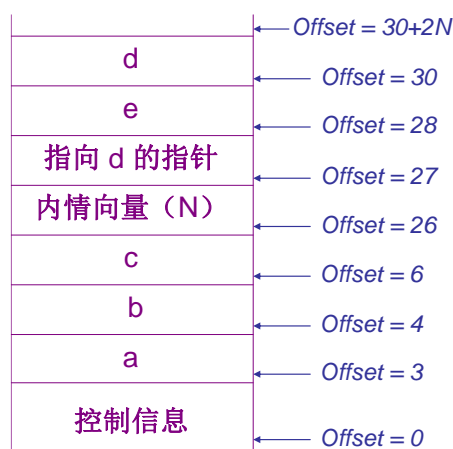 Offset = 30+2N
d
Offset = 30
e
Offset = 28
指向 d 的指针
Offset = 27
内情向量（N）
Offset = 26
c
Offset = 6
b
Offset = 4
a
Offset = 3
控制信息
Offset = 0